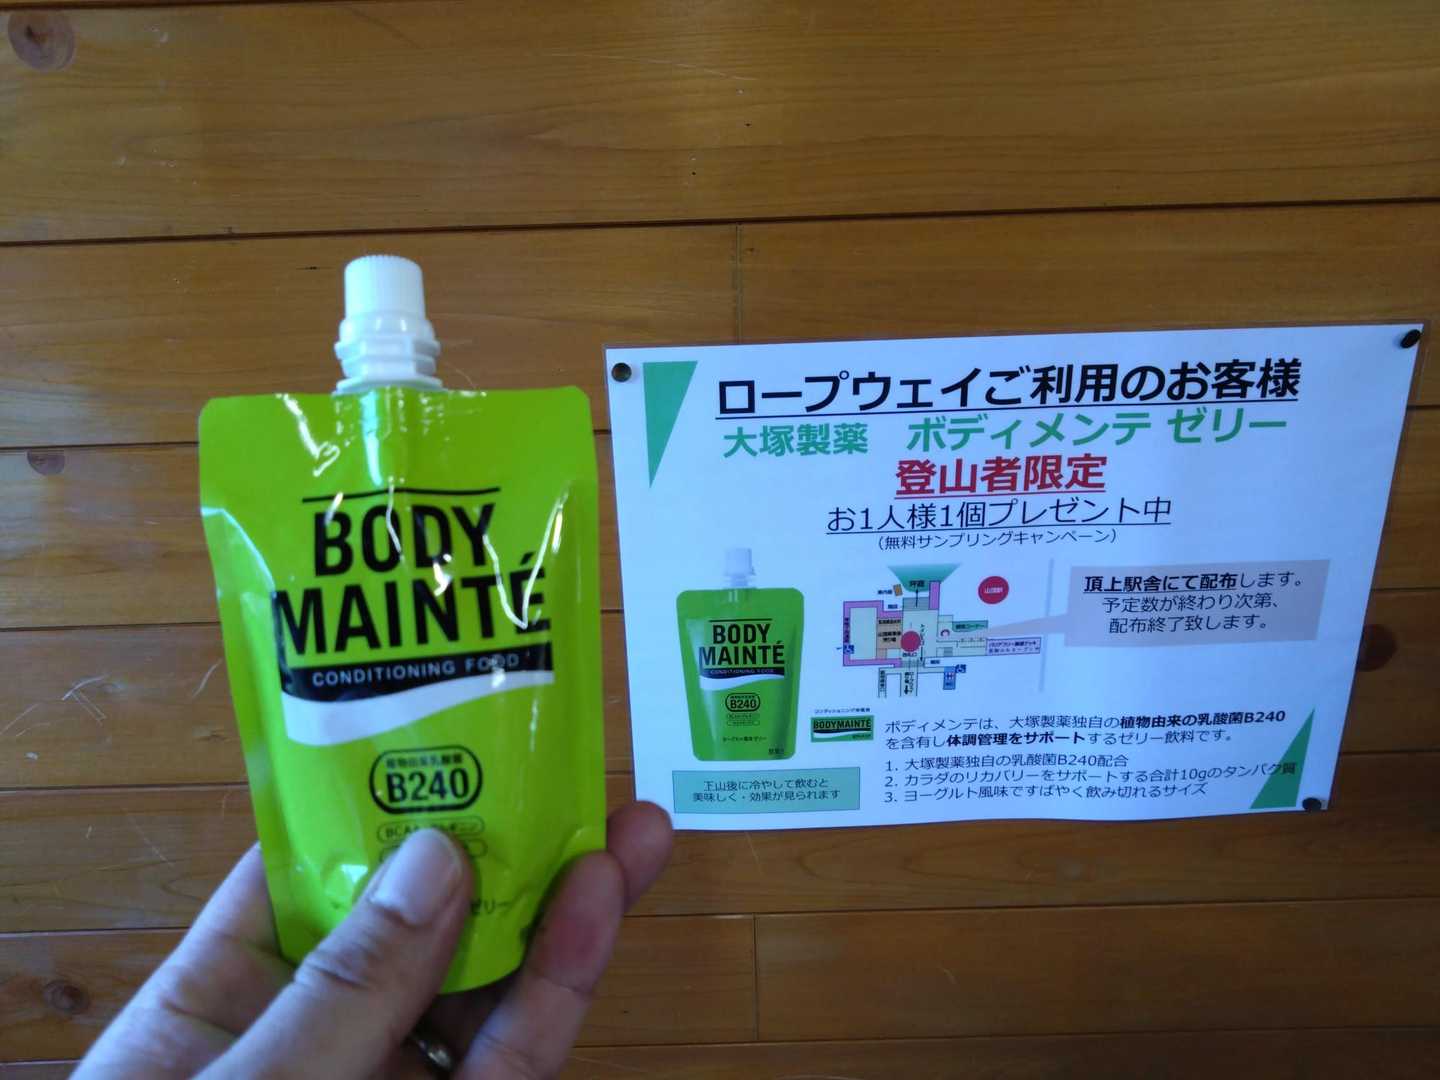 BODY
MAINTÉ
CONDITIONING FOOD
植物由来乳酸菌
B240
BCAA
ゼリー
ロープウェイご利用のお客様
大塚製薬　ボディメンテ ゼリー
登山者限定
お1人様1個プレゼント中
（無料サンプリングキャンペーン）
BODY
MAINTÉ
CONDITIONING FOOD
B240
山頂駅
頂上駅舎にて配布します。
予定数が終わり次第、
配布終了致します。
BODYMAINTÉ
下山後に冷やして飲むと
美味しく・効果が見られます
ボディメンテは、大塚製薬独自の植物由来の乳酸菌B240
を含有し体調管理をサポートするゼリー飲料です。
1. 大塚製薬独自の乳酸菌B240配合
2. カラダのリカバリーをサポートする合計10gのタンパク質
3. ヨーグルト風味ですばやく飲み切れるサイズ